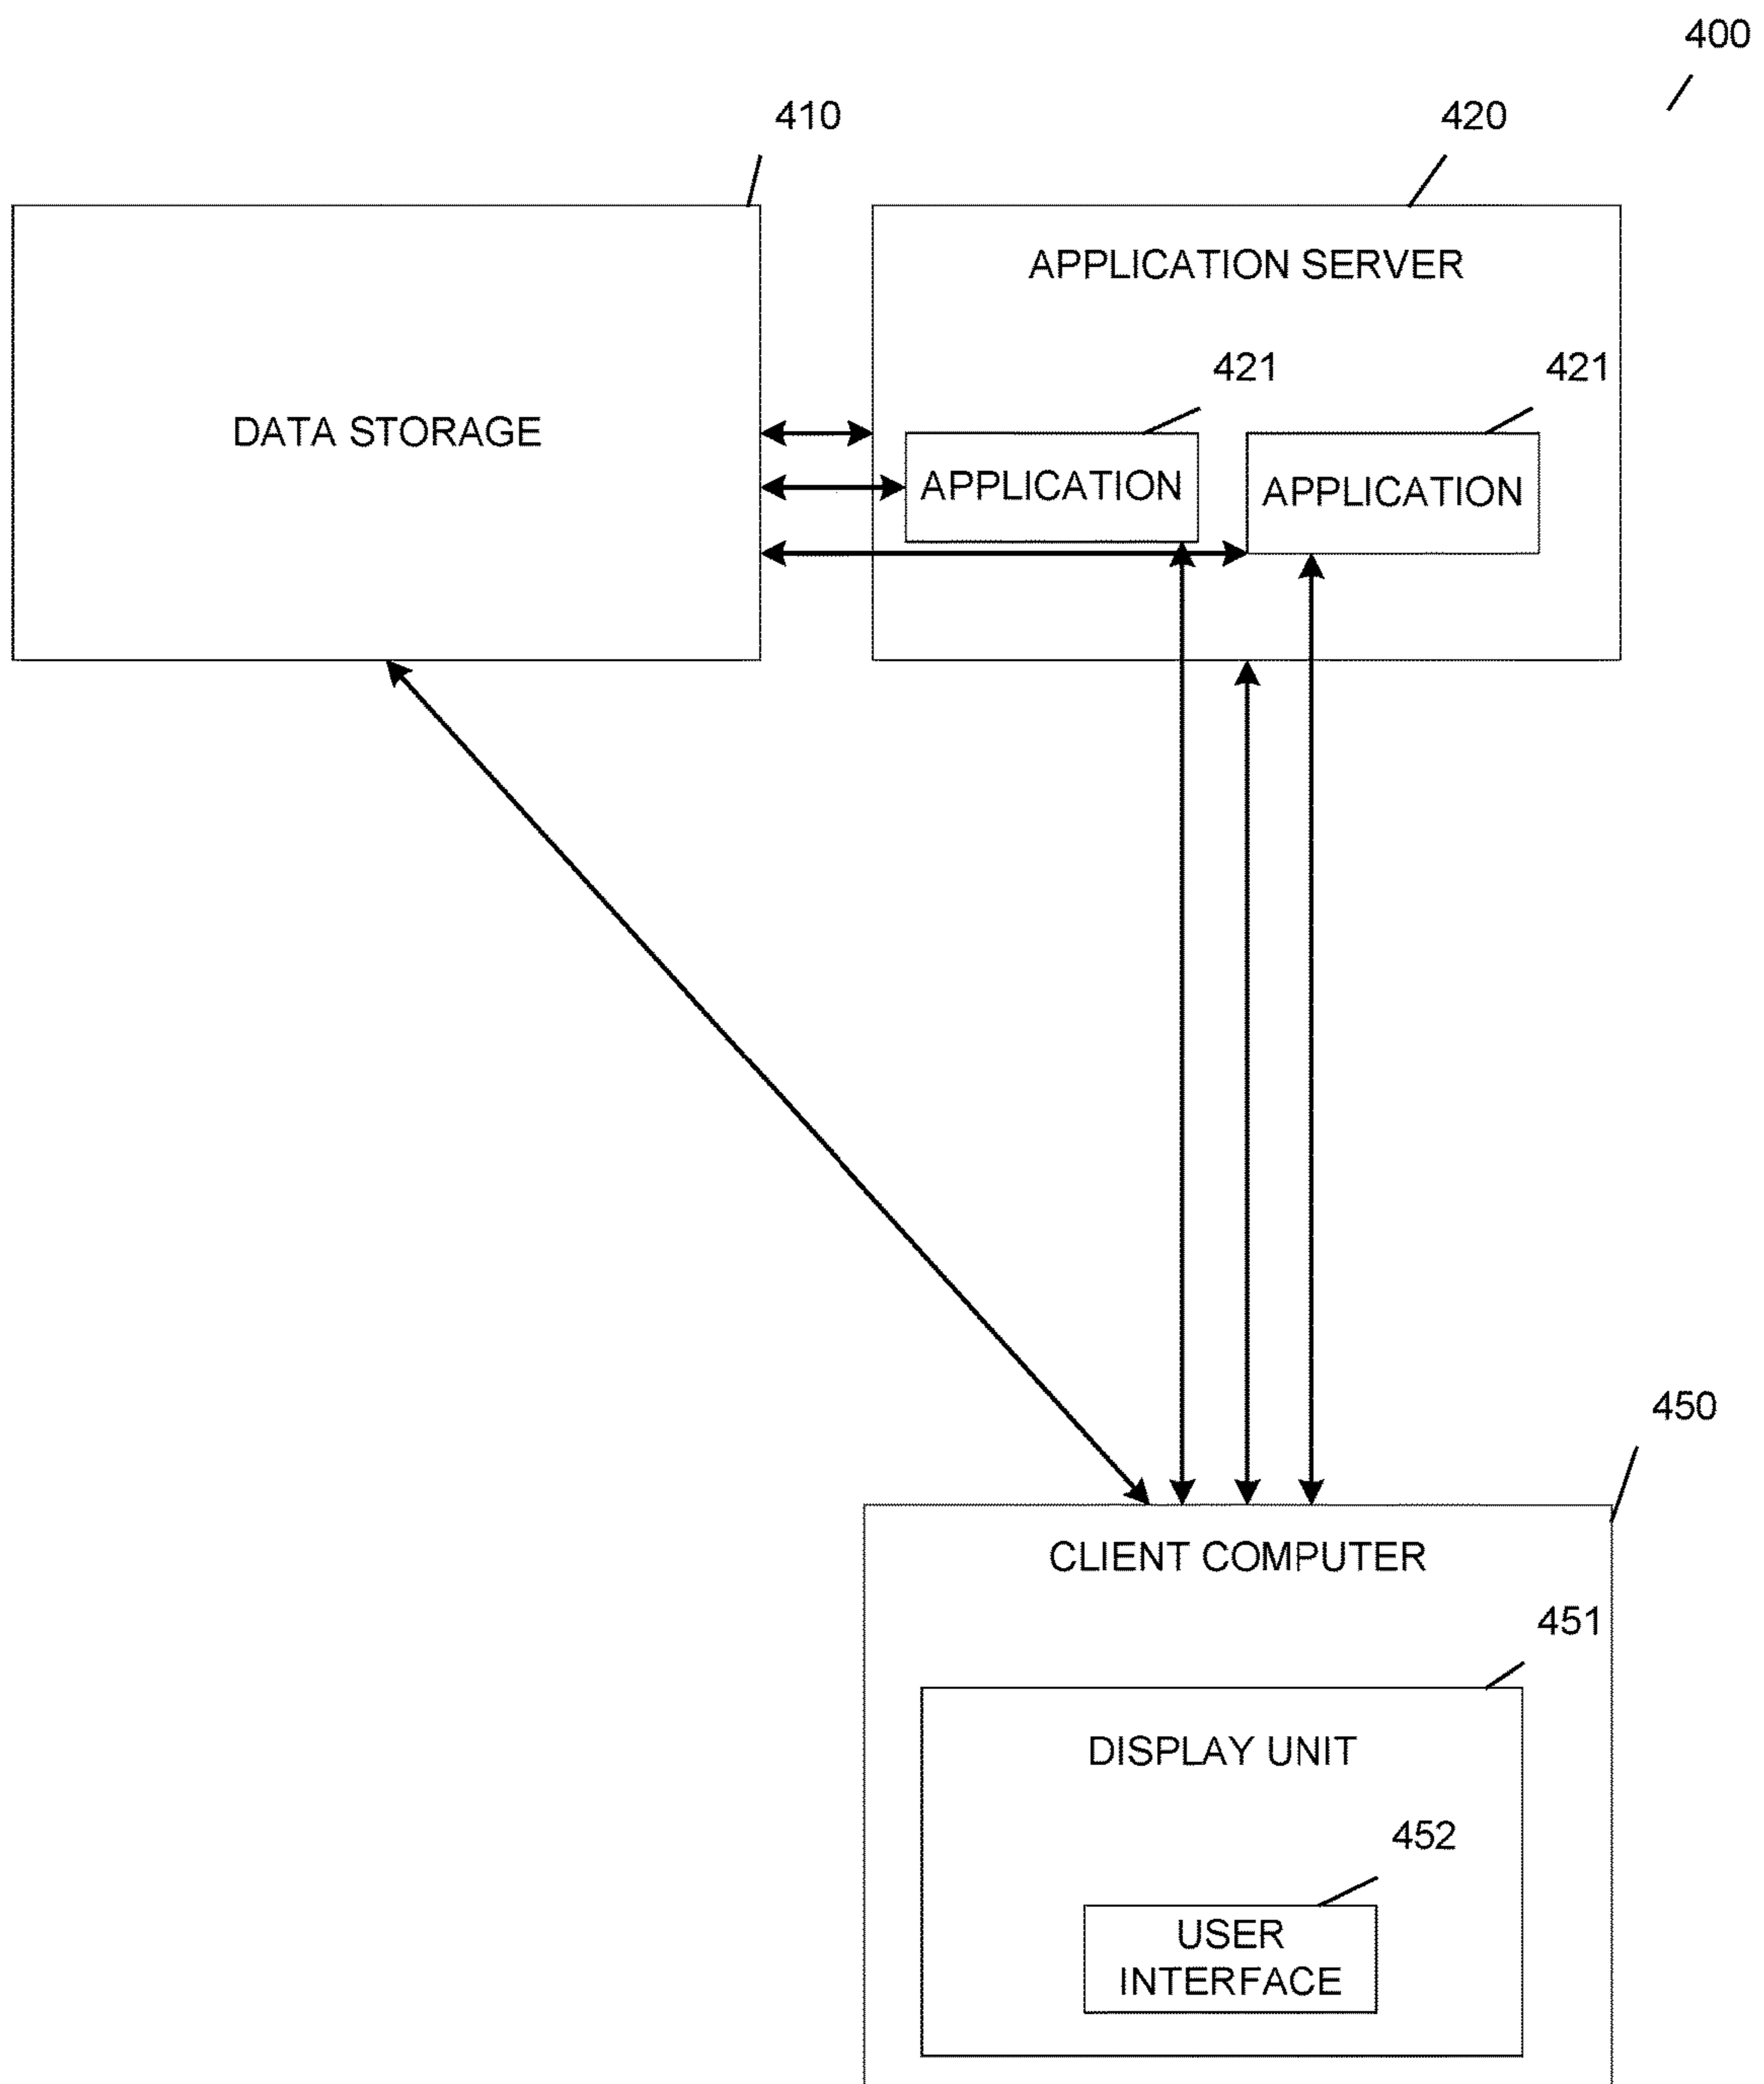 400
410
420
APPLICATION SERVER
421
421
DATA STORAGE
APPLICATION
APPLICATION
450
CLIENT COMPUTER
451
DISPLAY UNIT
452
USER
INTERFACE